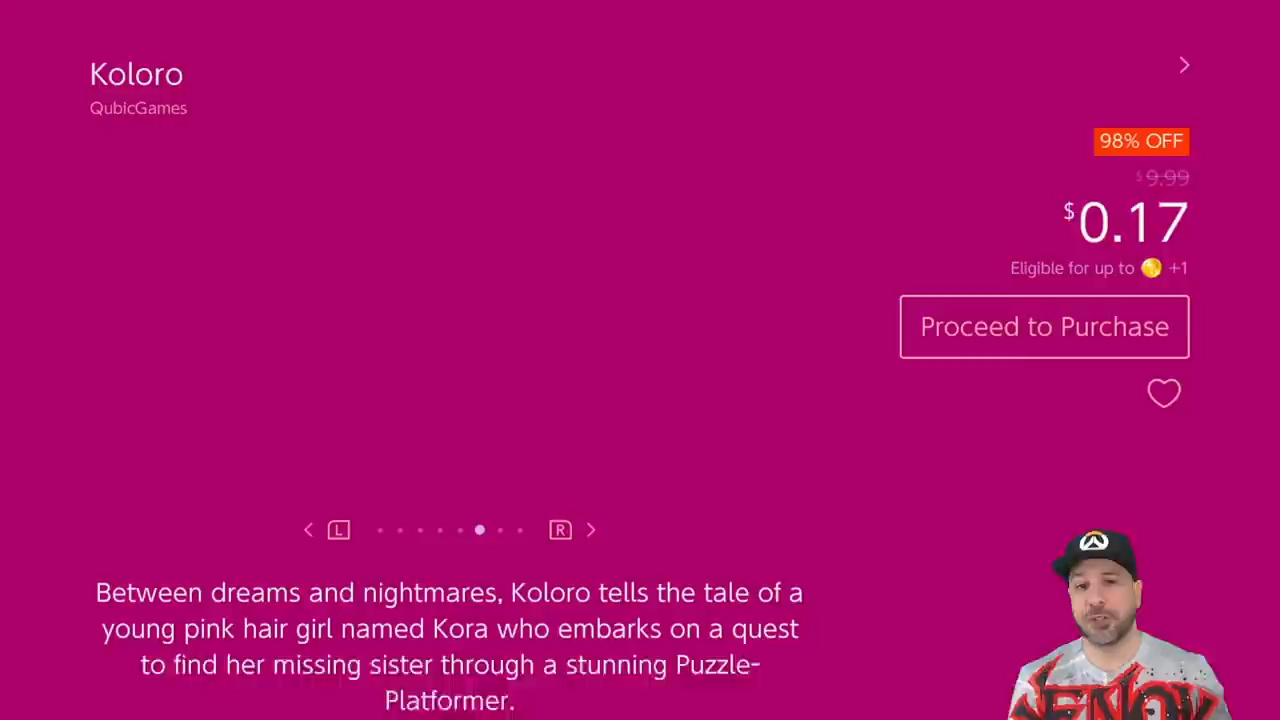 Koloro
QubicGames
98% OFF
$9.99
$0.17
Eligible for up to +1
Proceed to Purchase
L
R
Between dreams and nightmares, Koloro tells the tale of a
young pink hair girl named Kora who embarks on a quest
to find her missing sister through a stunning Puzzle-
Platformer.